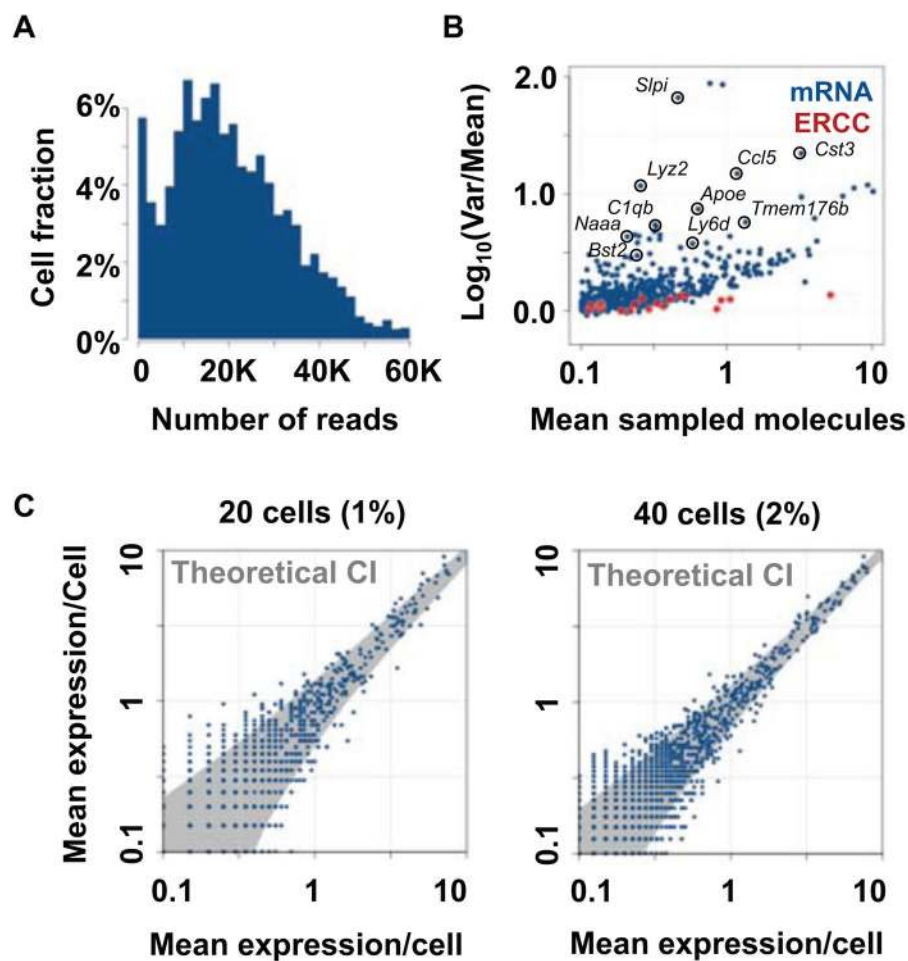 A
6%
4%
2%
0%
Cell fraction
0
20K
40K
60K
Number of reads
B
2.0
1.0
0.0
Log10(Var/Mean)
mRNA
ERCC
Slpi
Cst3
Ccl5
Lyz2
Apoe
Tmem176b
C1qb
Naaa
Ly6d
Bst2
0.1
1
10
Mean sampled molecules
C
20 cells (1%)
Theoretical CI
10
1
0.1
Mean expression/Cell
0.1
1
10
Mean expression/cell
40 cells (2%)
Theoretical CI
10
1
0.1
0.1
1
10
Mean expression/cell